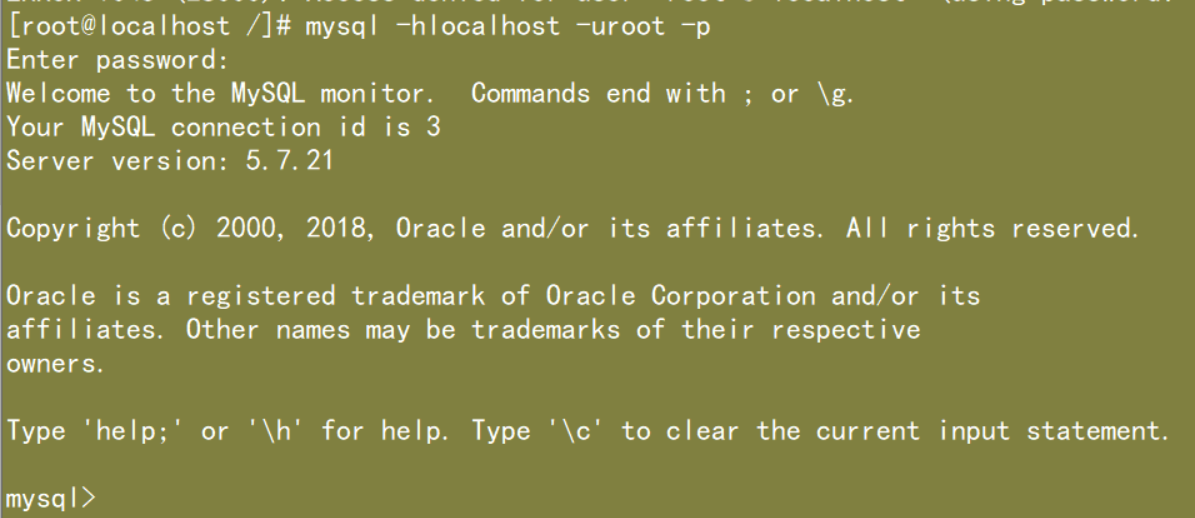 [root@localhost /]# mysql -hlocalhost -uroot -p
Enter password:
Welcome to the MySQL monitor.  Commands end with ; or \g.
Your MySQL connection id is 3
Server version: 5.7.21
Copyright (c) 2000, 2018, Oracle and/or its affiliates. All rights reserved.
Oracle is a registered trademark of Oracle Corporation and/or its
affiliates. Other names may be trademarks of their respective
owners.
Type 'help;' or '\h' for help. Type '\c' to clear the current input statement.
mysql>